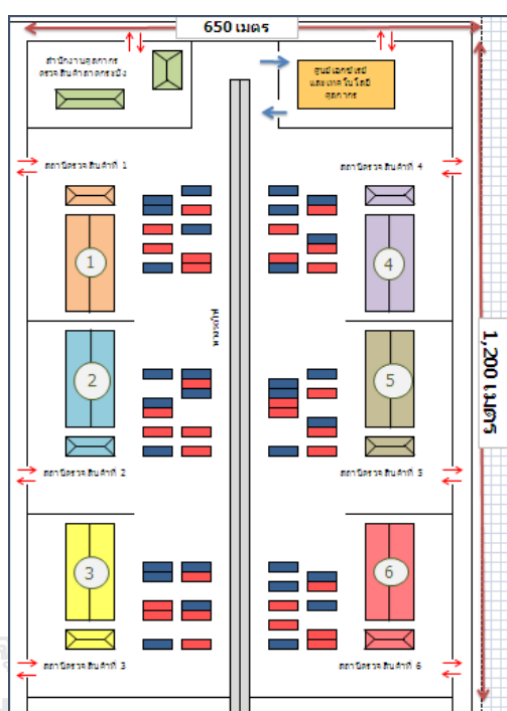 650 เมตร
สำนักงานศุลกากร
ตรวจสินค้าลาดกระบัง
ศูนย์เอกซเรย์
และเทคโนโลยี
ศุลกากร
สถานีตรวจสินค้าที่ 1
สถานีตรวจสินค้าที่ 4
1
4
1,200 เมตร
2
5
สถานีตรวจสินค้าที่ 2
สถานีตรวจสินค้าที่ 5
3
6
สถานีตรวจสินค้าที่ 3
สถานีตรวจสินค้าที่ 6